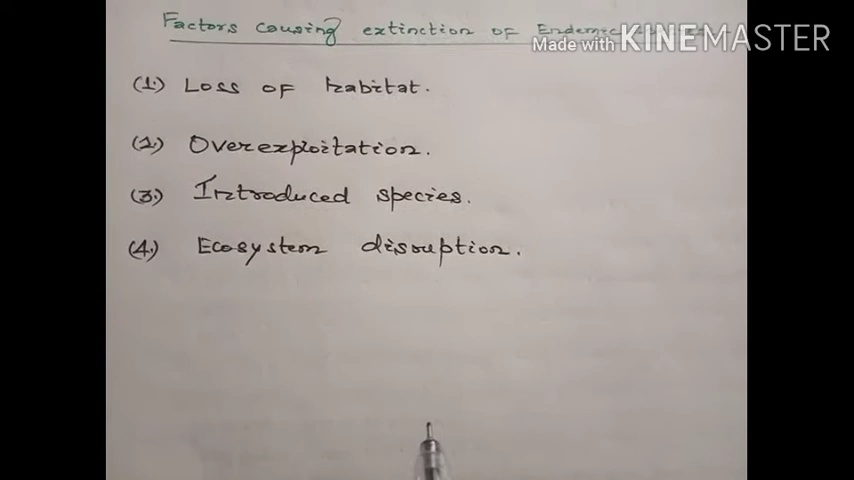 Factors causing extinction of Endemic
Made with KINEMASTER
(1.) Loss of habitat.
(2.) Overexploitation.
(3.) Introduced species.
(4.) Ecosystem disruption.